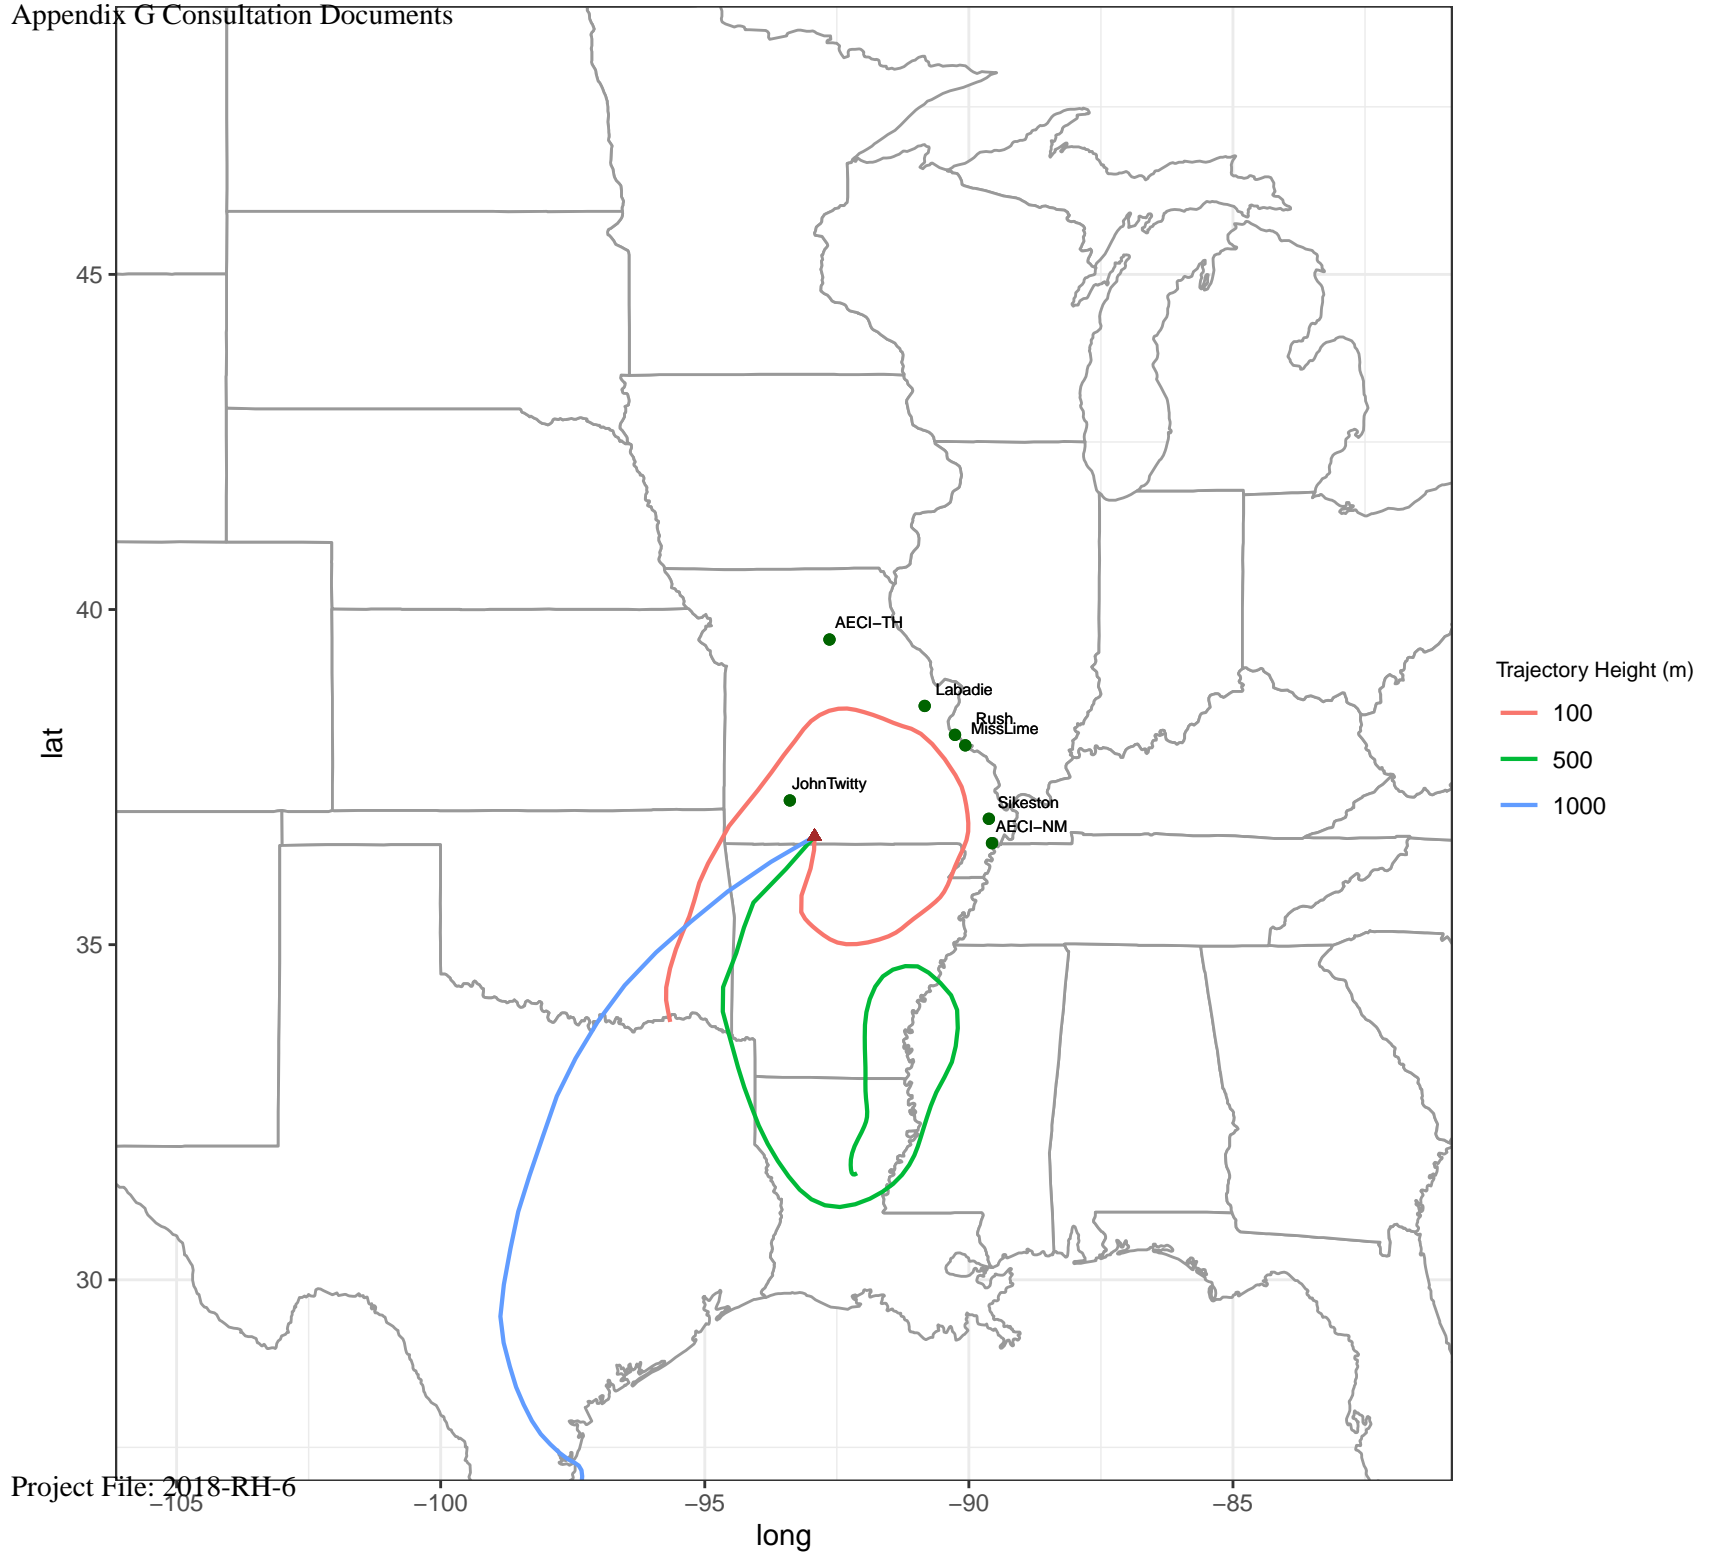 Appendix G Consultation Documents
45
40
35
30
lat
AECI−TH
Labadie
Rush
MissLime
JohnTwitty
Sikeston
AECI−NM
Trajectory Height (m)
100
500
1000
Project File: 2018-RH-6
−105
−100
−95
−90
−85
long